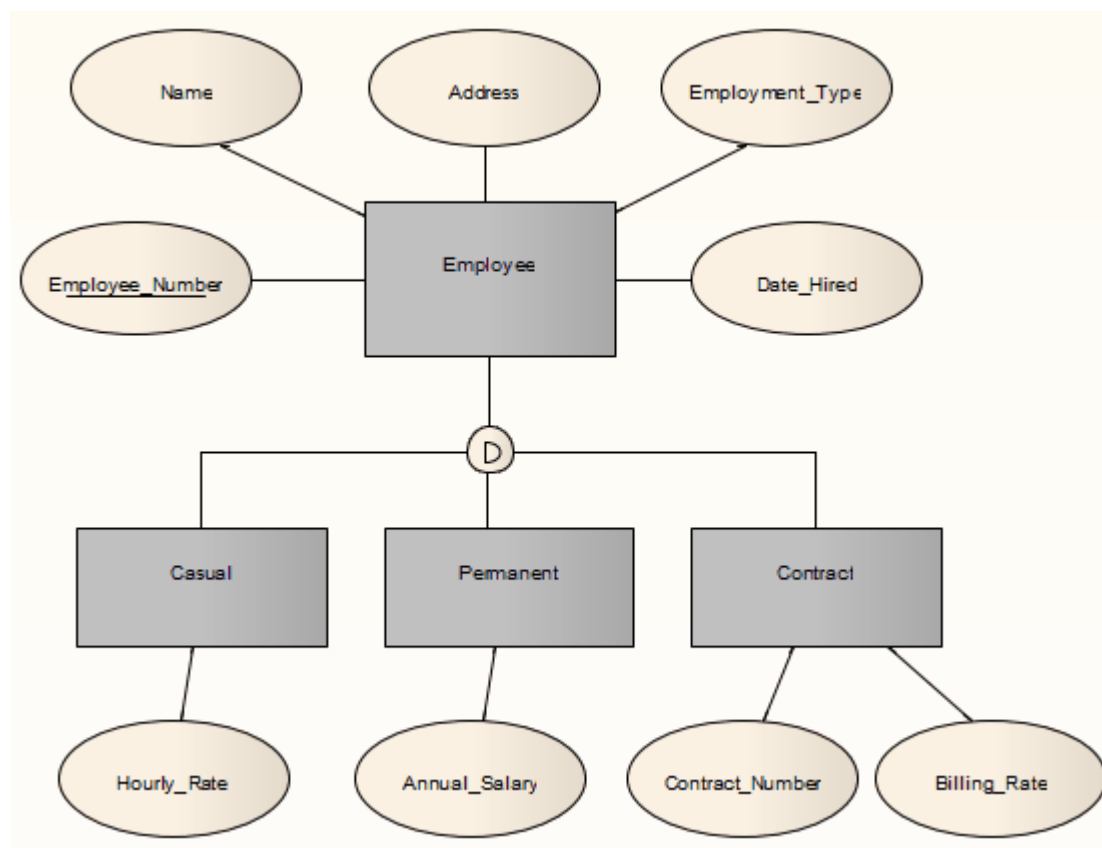 Name
Address
Employment_Type
Employee
Employee_Number
Date_Hired
D
Casual
Permanent
Contract
Hourly_Rate
Annual_Salary
Contract_Number
Billing_Rate